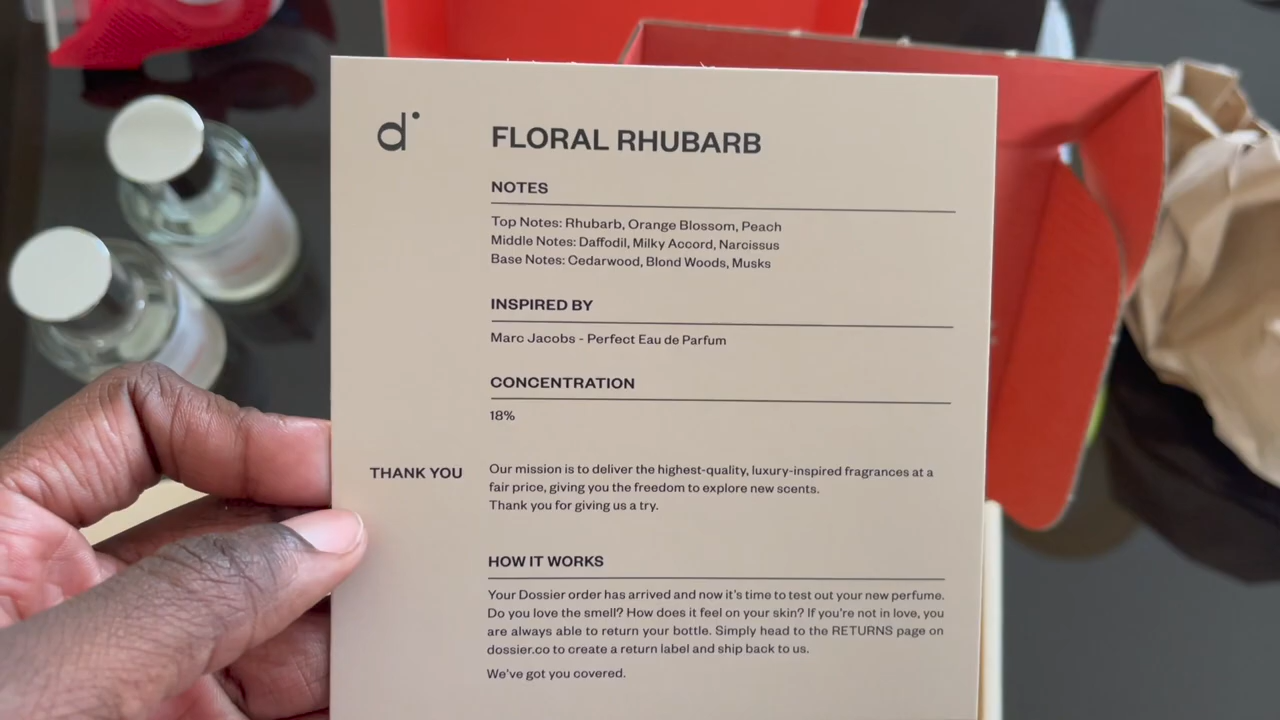 d·
FLORAL RHUBARB
NOTES
Top Notes: Rhubarb, Orange Blossom, Peach
Middle Notes: Daffodil, Milky Accord, Narcissus
Base Notes: Cedarwood, Blond Woods, Musks
INSPIRED BY
Marc Jacobs - Perfect Eau de Parfum
CONCENTRATION
18%
THANK YOU
Our mission is to deliver the highest-quality, luxury-inspired fragrances at a
fair price, giving you the freedom to explore new scents.
Thank you for giving us a try.
HOW IT WORKS
Your Dossier order has arrived and now it's time to test out your new perfume.
Do you love the smell? How does it feel on your skin? If you're not in love, you
are always able to return your bottle. Simply head to the RETURNS page on
dossier.co to create a return label and ship back to us.
We've got you covered.